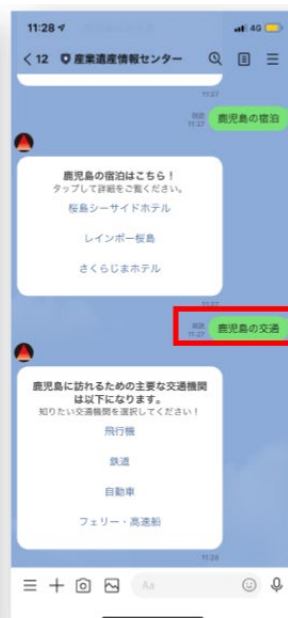 11:28
4G
12 産業遺産情報センター
11:27
既読
11:27
鹿児島の宿泊
鹿児島の宿泊はこちら！
タップして詳細をご覧ください。
桜島シーサイドホテル
レインボー桜島
さくらじまホテル
11:27
既読
11:27
鹿児島の交通
鹿児島に訪れるための主要な交通機関
は以下になります。
知りたい交通機関を選択してください！
飛行機
鉄道
自動車
フェリー・高速船
Aa